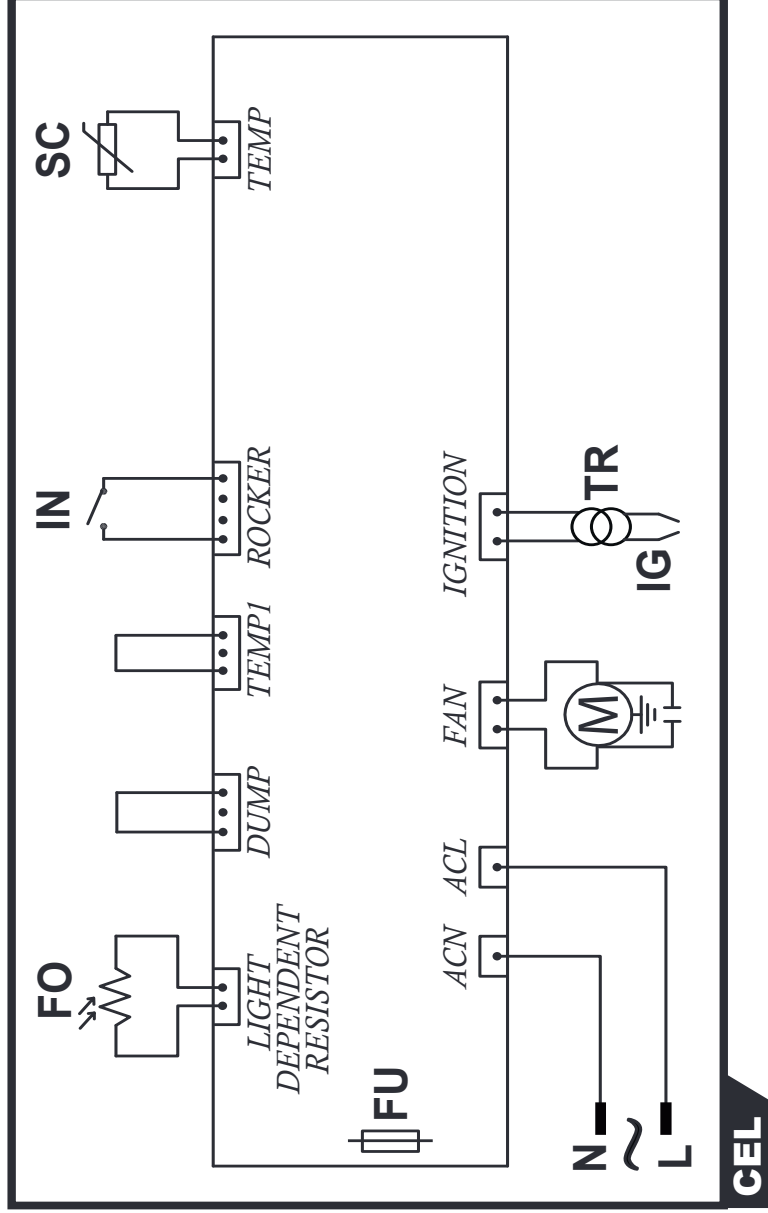 FO
IN
SC
LIGHT
DEPENDENT
RESISTOR
DUMP
TEMP1
ROCKER
TEMP
FU
ACN
ACL
FAN
IGNITION
N
~
L
M
IG
TR
CEL